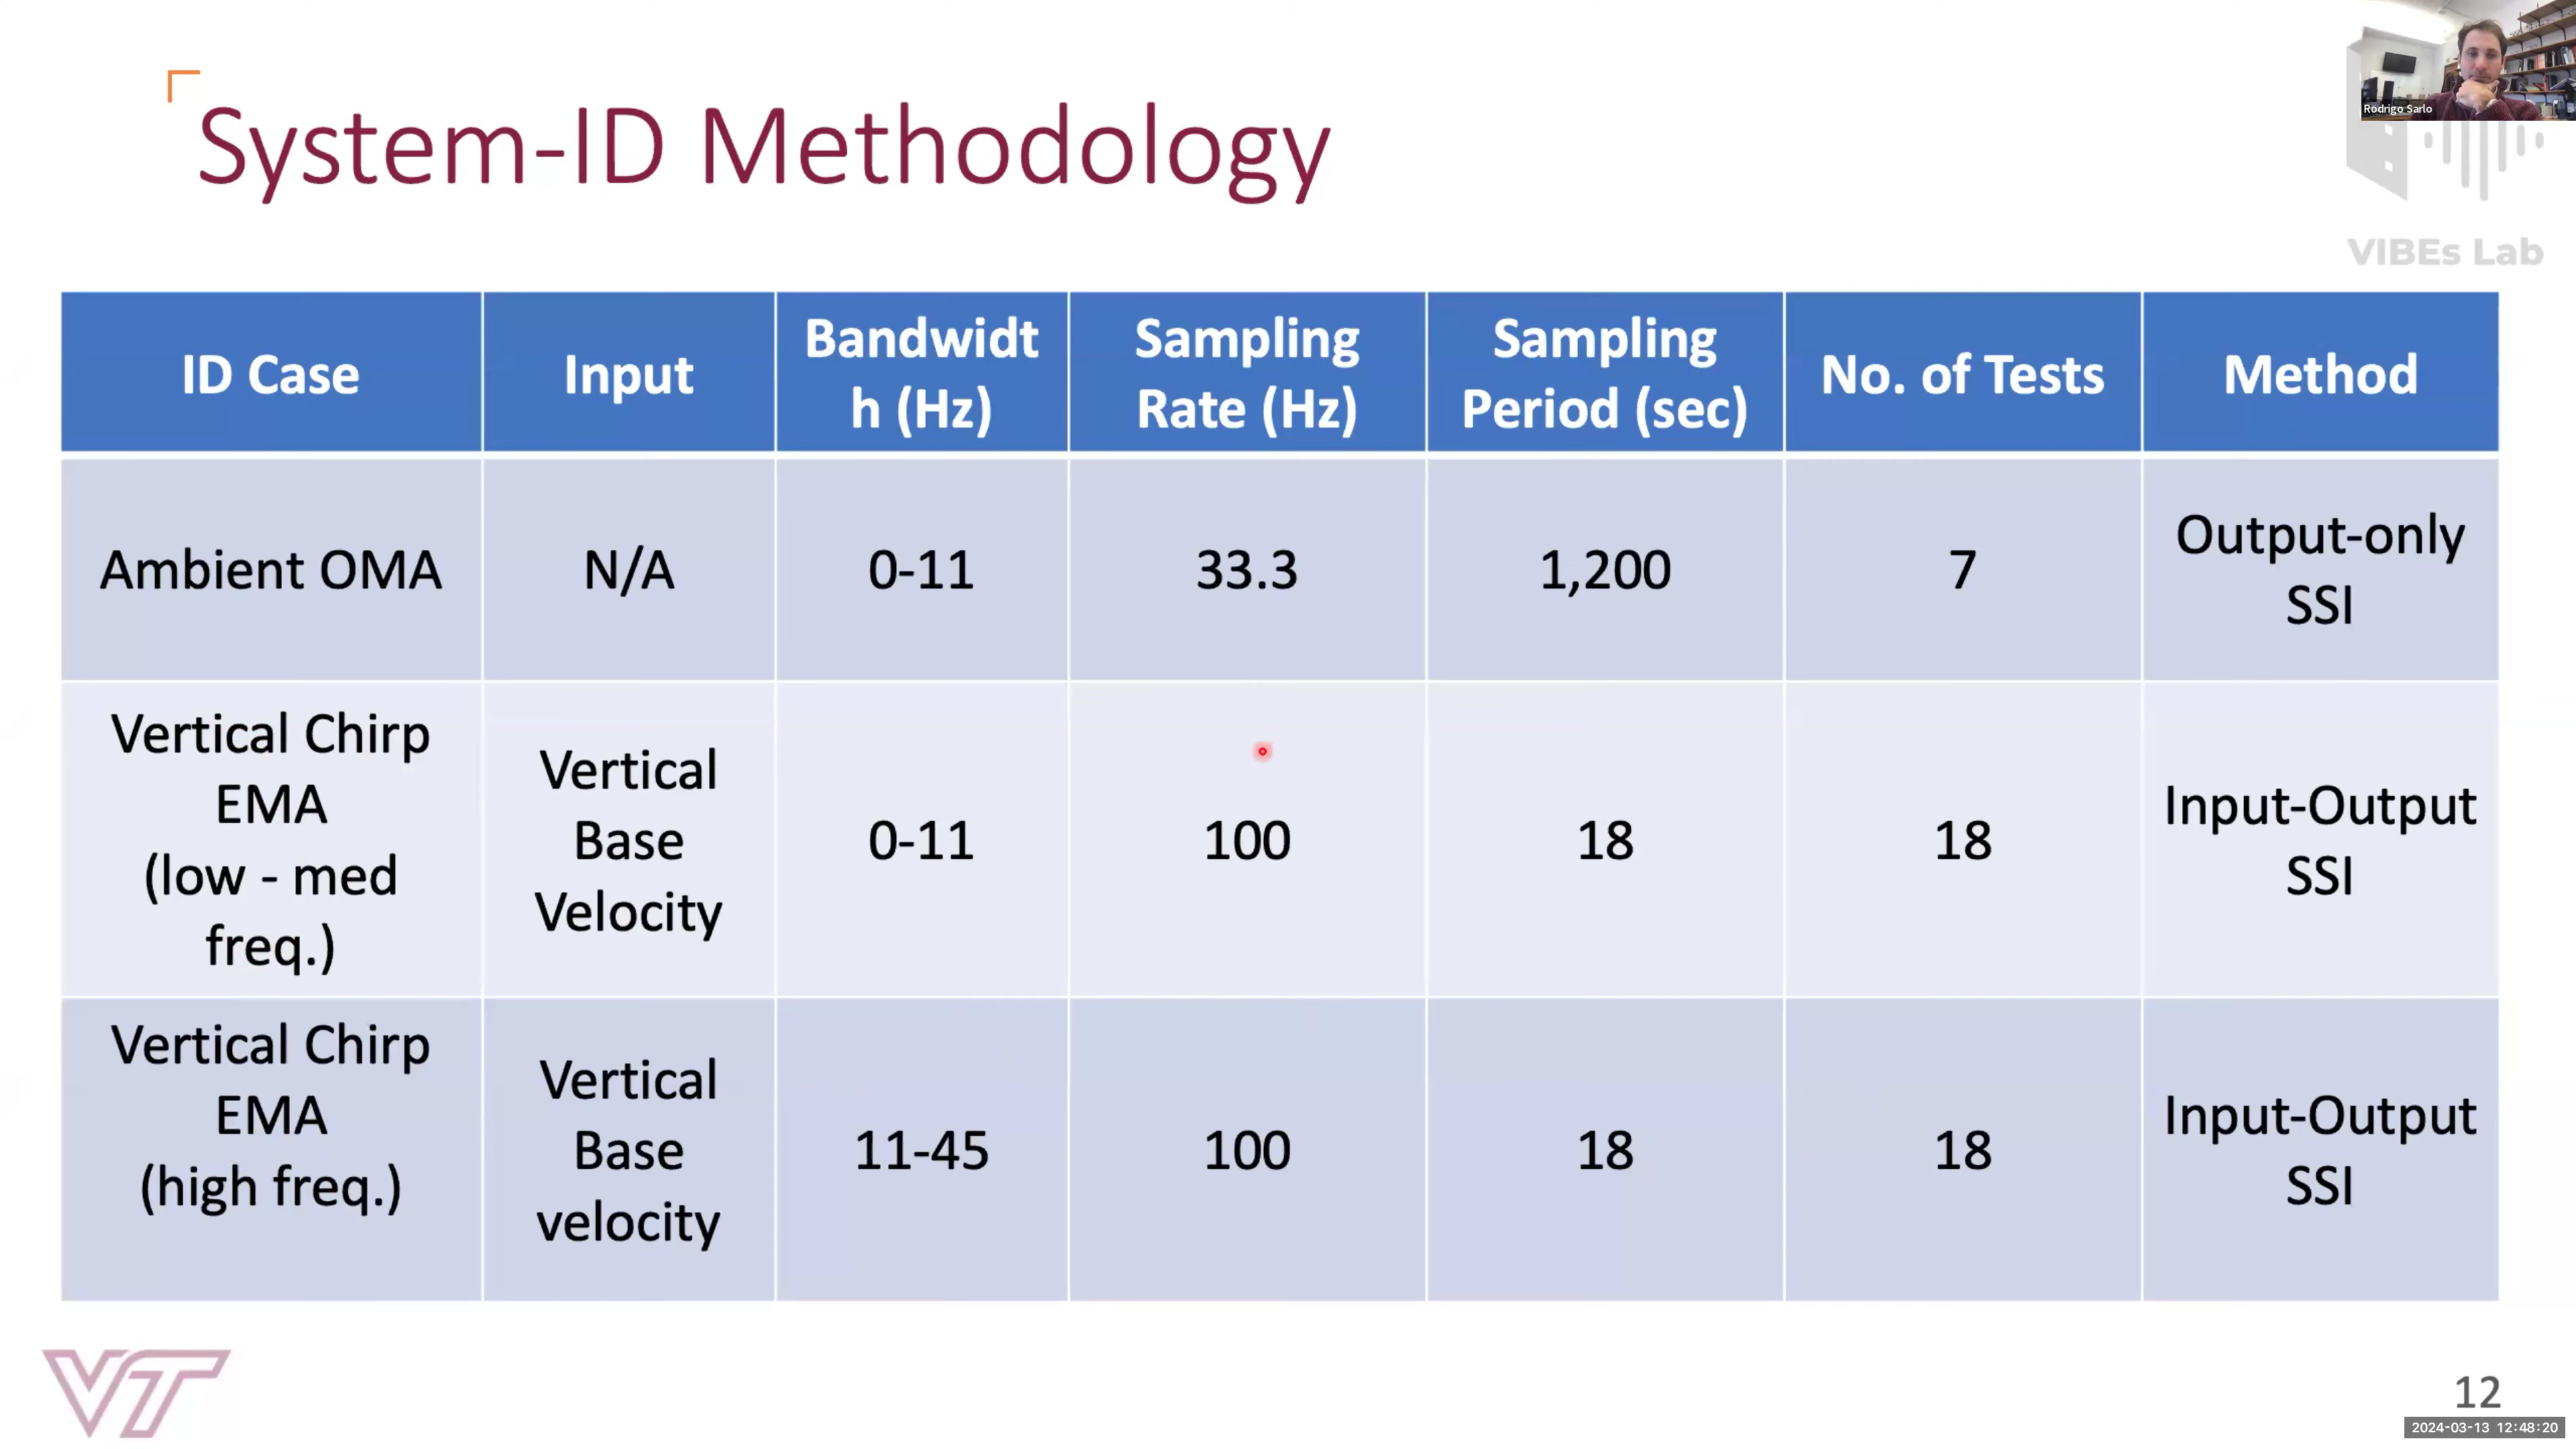 Rodrigo Sarlo
System-ID Methodology
VIBEs Lab
ID Case
Input
Bandwidt
h (Hz)
Sampling
Rate (Hz)
Sampling
Period (sec)
No. of Tests
Method
Ambient OMA
N/A
0-11
33.3
1,200
7
Output-only
SSI
Vertical Chirp
EMA
(low - med
freq.)
Vertical
Base
Velocity
0-11
100
18
18
Input-Output
SSI
Vertical Chirp
EMA
(high freq.)
Vertical
Base
velocity
11-45
100
18
18
Input-Output
SSI
VT
12
2024-03-13 12:48:20